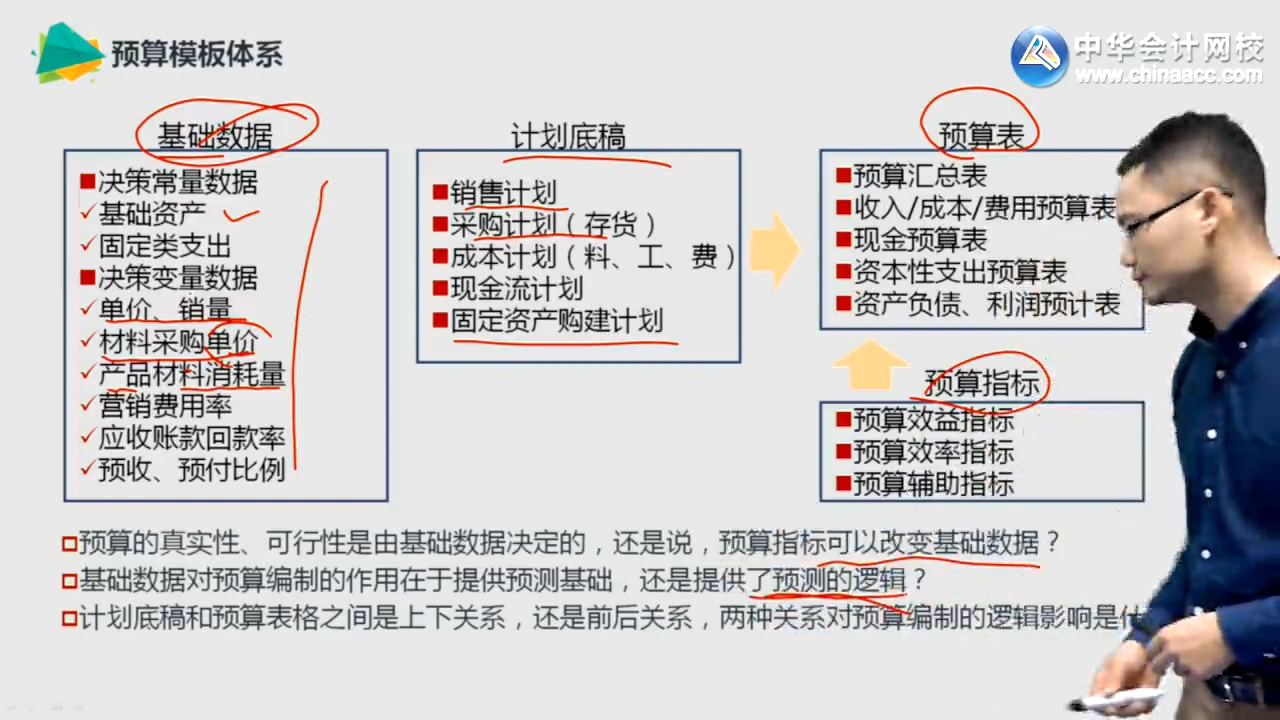 预算模板体系
中华会计网校
www.chinaacc.com
基础数据
决策常量数据
基础资产
固定类支出
决策变量数据
单价、销量
材料采购单价
产品材料消耗量
营销费用率
应收账款回款率
预收、预付比例
计划底稿
销售计划
采购计划（存货）
成本计划（料、工、费）
现金流计划
固定资产购建计划
预算表
预算汇总表
收入/成本/费用预算表
现金预算表
资本性支出预算表
资产负债、利润预计表
预算指标
预算效益指标
预算效率指标
预算辅助指标
预算的真实性、可行性是由基础数据决定的，还是说，预算指标可以改变基础数据？
基础数据对预算编制的作用在于提供预测基础，还是提供了预测的逻辑？
计划底稿和预算表格之间是上下关系，还是前后关系，两种关系对预算编制的逻辑影响是